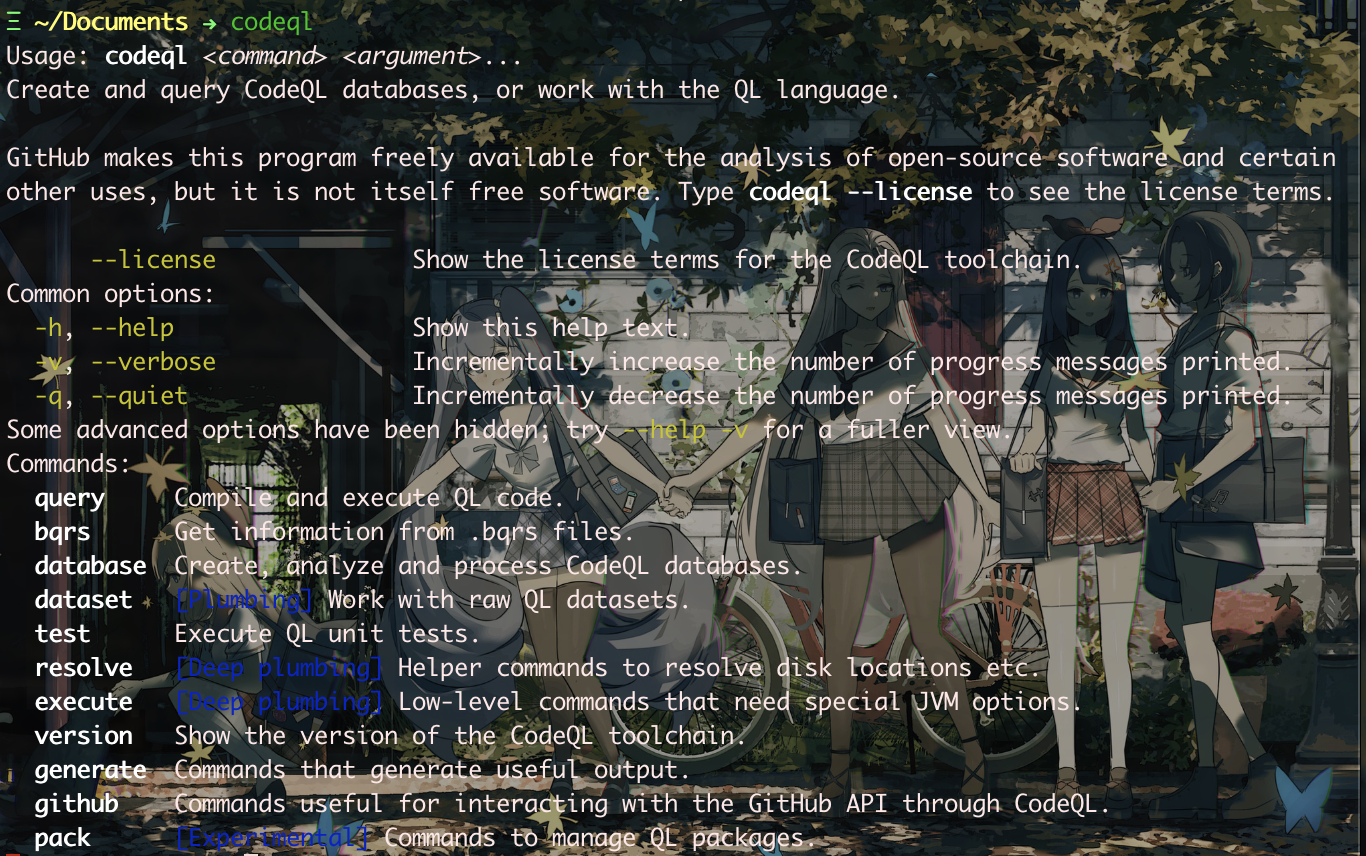 Ξ ~/Documents → codeql
Usage: codeql <command> <argument>...
Create and query CodeQL databases, or work with the QL language.
GitHub makes this program freely available for the analysis of open-source software and certain
other uses, but it is not itself free software. Type codeql --license to see the license terms.
--license Show the license terms for the CodeQL toolchain.
Common options:
-h, --help Show this help text.
-v, --verbose Incrementally increase the number of progress messages printed.
-q, --quiet Incrementally decrease the number of progress messages printed.
Some advanced options have been hidden; try --help -v for a fuller view.
Commands:
query Compile and execute QL code.
bqrs Get information from .bqrs files.
database Create, analyze and process CodeQL databases.
dataset [Plumbing] Work with raw QL datasets.
test Execute QL unit tests.
resolve [Deep plumbing] Helper commands to resolve disk locations etc.
execute [Deep plumbing] Low-level commands that need special JVM options.
version Show the version of the CodeQL toolchain.
generate Commands that generate useful output.
github Commands useful for interacting with the GitHub API through CodeQL.
pack [Experimental] Commands to manage QL packages.